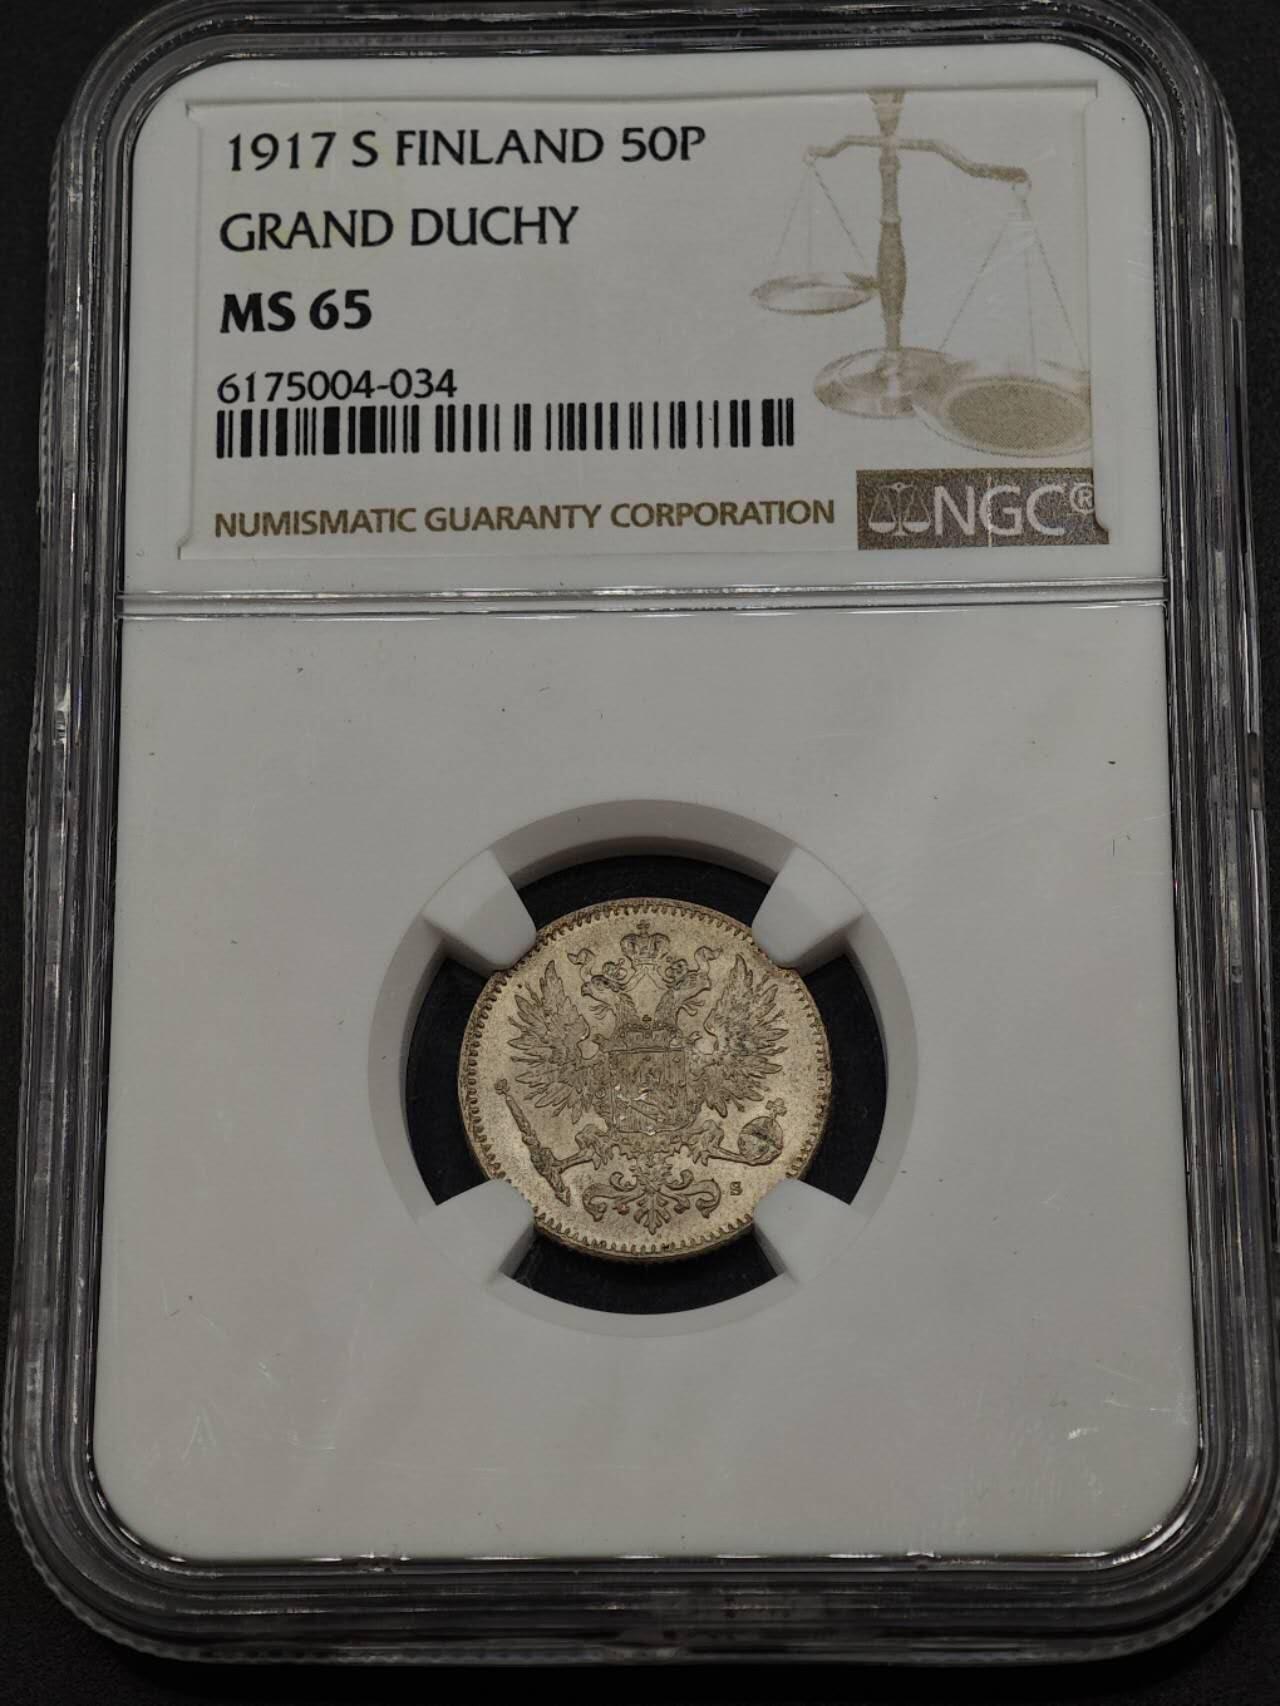 1917 S FINLAND 50P
GRAND DUCHY
MS 65
6175004-034
NUMISMATIC GUARANTY CORPORATION
NGC®
S